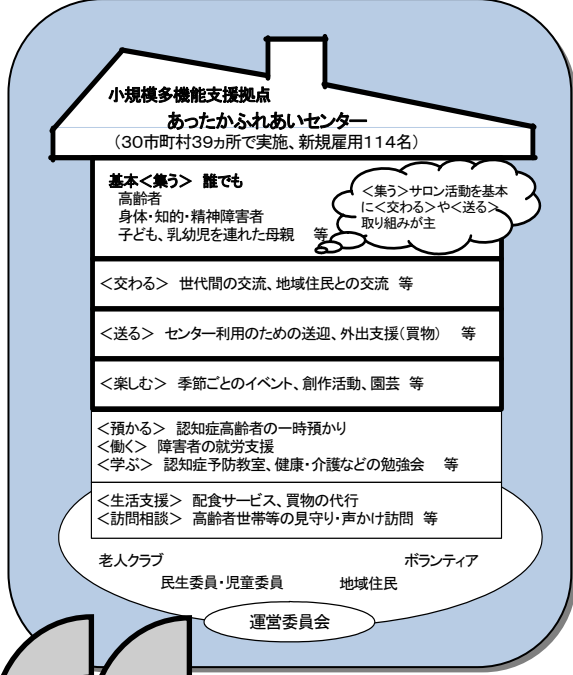 小規模多機能支援拠点
あったかふれあいセンター
（30市町村39ヵ所で実施、新規雇用114名）
基本＜集う＞ 誰でも
高齢者
身体・知的・精神障害者
子ども、乳幼児を連れた母親　等
＜集う＞サロン活動を基本
に＜交わる＞や＜送る＞
取り組みが主
＜交わる＞ 世代間の交流、地域住民との交流 等
＜送る＞ センター利用のための送迎、外出支援（買物）　等
＜楽しむ＞ 季節ごとのイベント、創作活動、園芸 等
＜預かる＞ 認知症高齢者の一時預かり
＜働く＞ 障害者の就労支援
＜学ぶ＞ 認知症予防教室、健康・介護などの勉強会　等
＜生活支援＞ 配食サービス、買物の代行
＜訪問相談＞ 高齢者世帯等の見守り・声かけ訪問 等
老人クラブ　ボランティア
民生委員・児童委員　地域住民
運営委員会